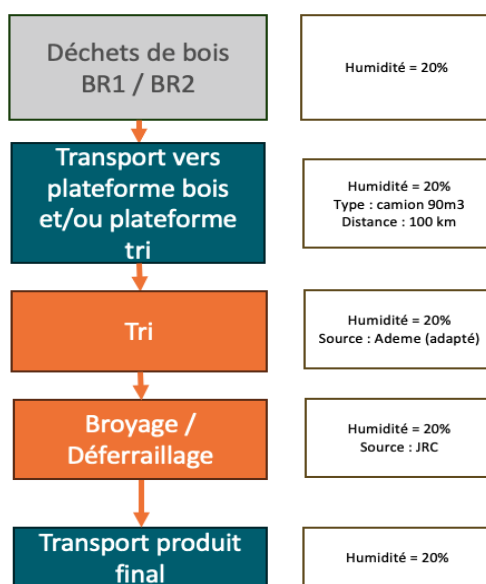 Déchets de bois
BR1 / BR2
Humidité = 20%
Transport vers
plateforme bois
et/ou plateforme
tri
Humidité = 20%
Type : camion 90m3
Distance : 100 km
Tri
Humidité = 20%
Source : Ademe (adapté)
Broyage /
Déferraillage
Humidité = 20%
Source : JRC
Transport produit
final
Humidité = 20%